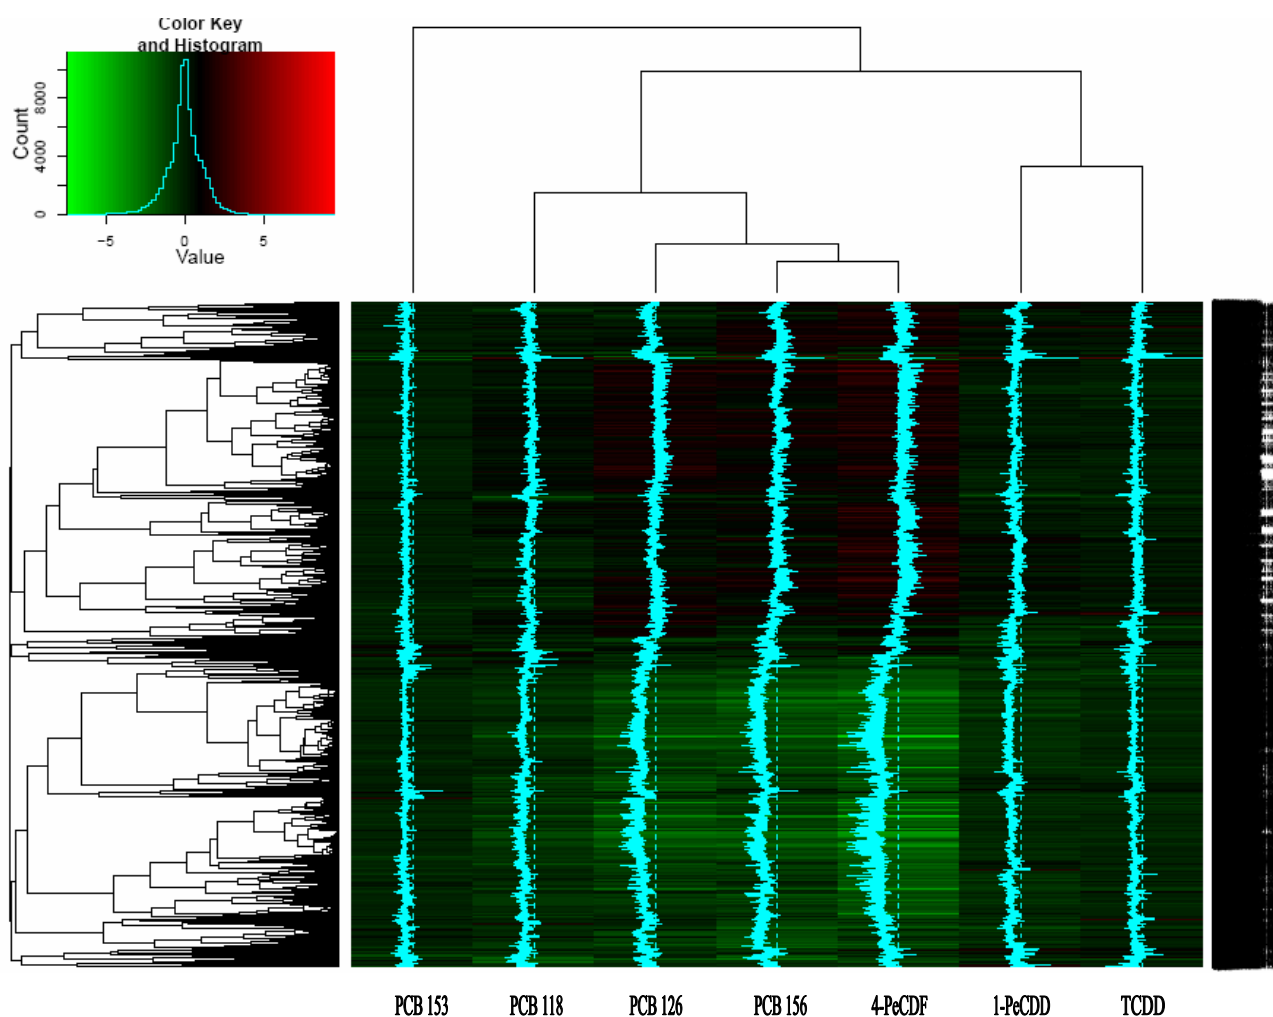 Color Key
and Histogram
Count
0 4000 8000
−5 0 5
Value
PCB 153 PCB 118 PCB 126 PCB 156 4-PeCDF 1-PeCDD TCDD